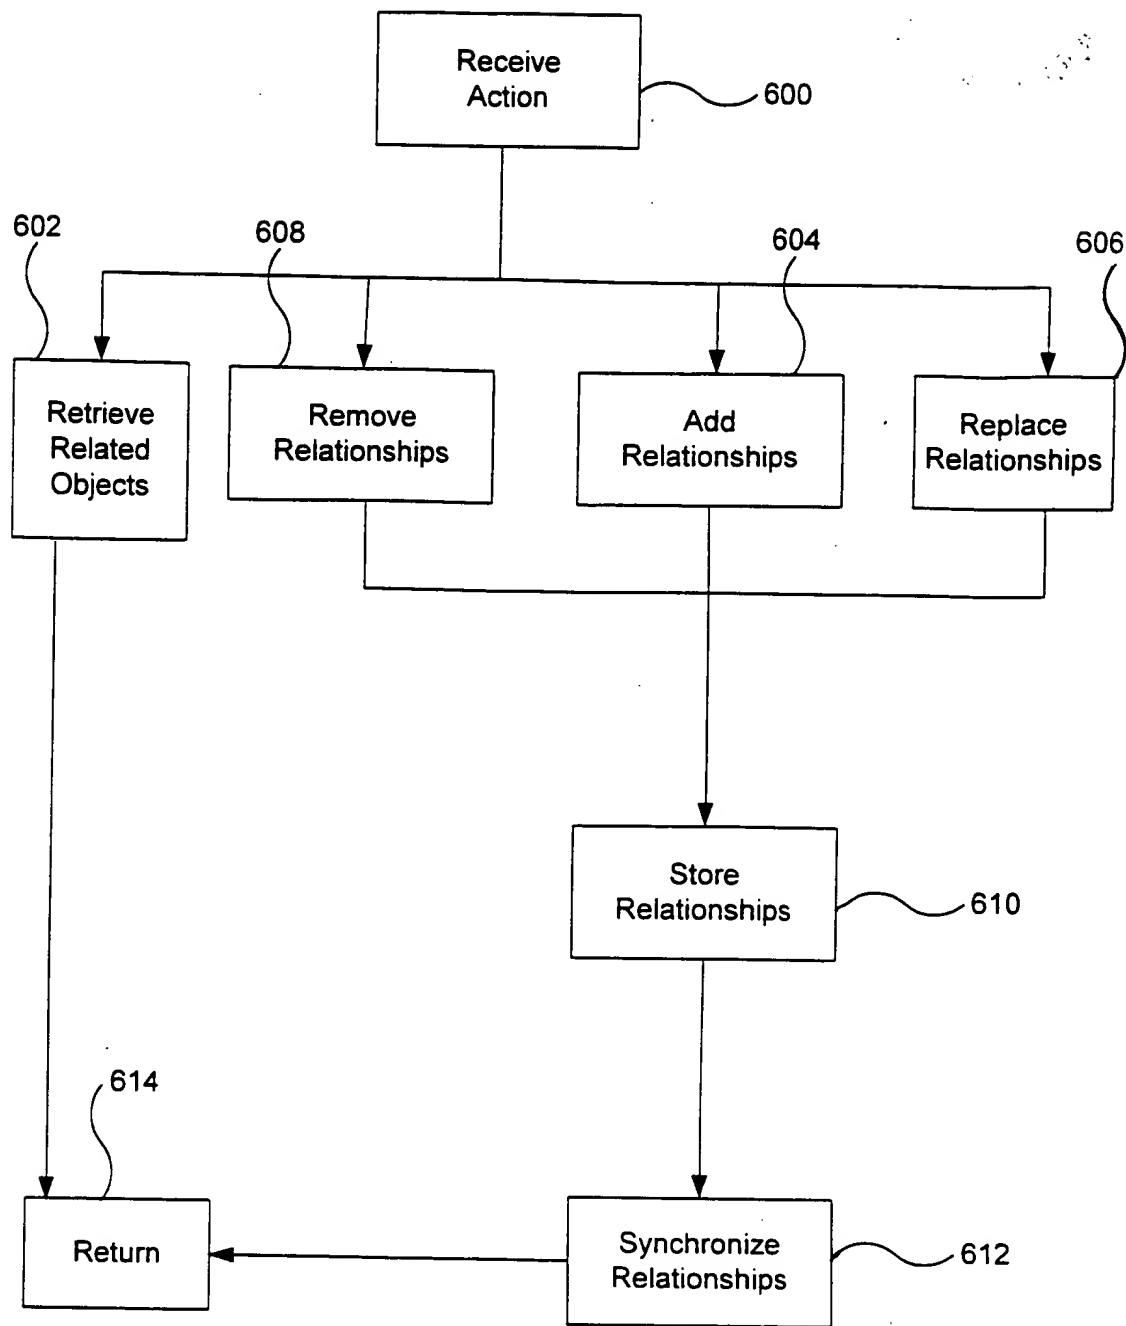 Receive
Action
600
602
608
604
606
Retrieve
Related
Objects
Remove
Relationships
Add
Relationships
Replace
Relationships
Store
Relationships
610
614
Return
Synchronize
Relationships
612